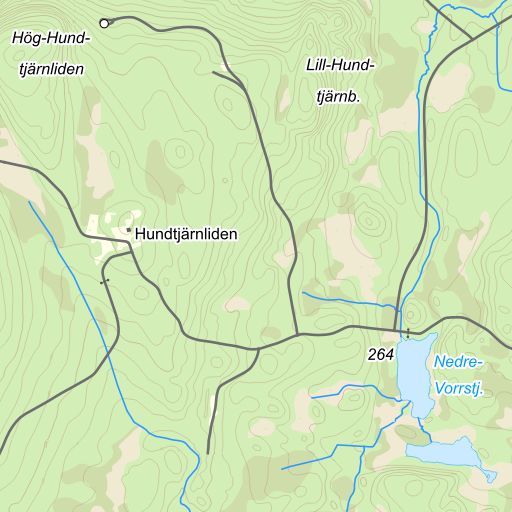 Hög-Hund-
tjärnliden
Lill-Hund-
tjärnb.
Hundtjärnliden
264
Nedre-
Vorrstj.